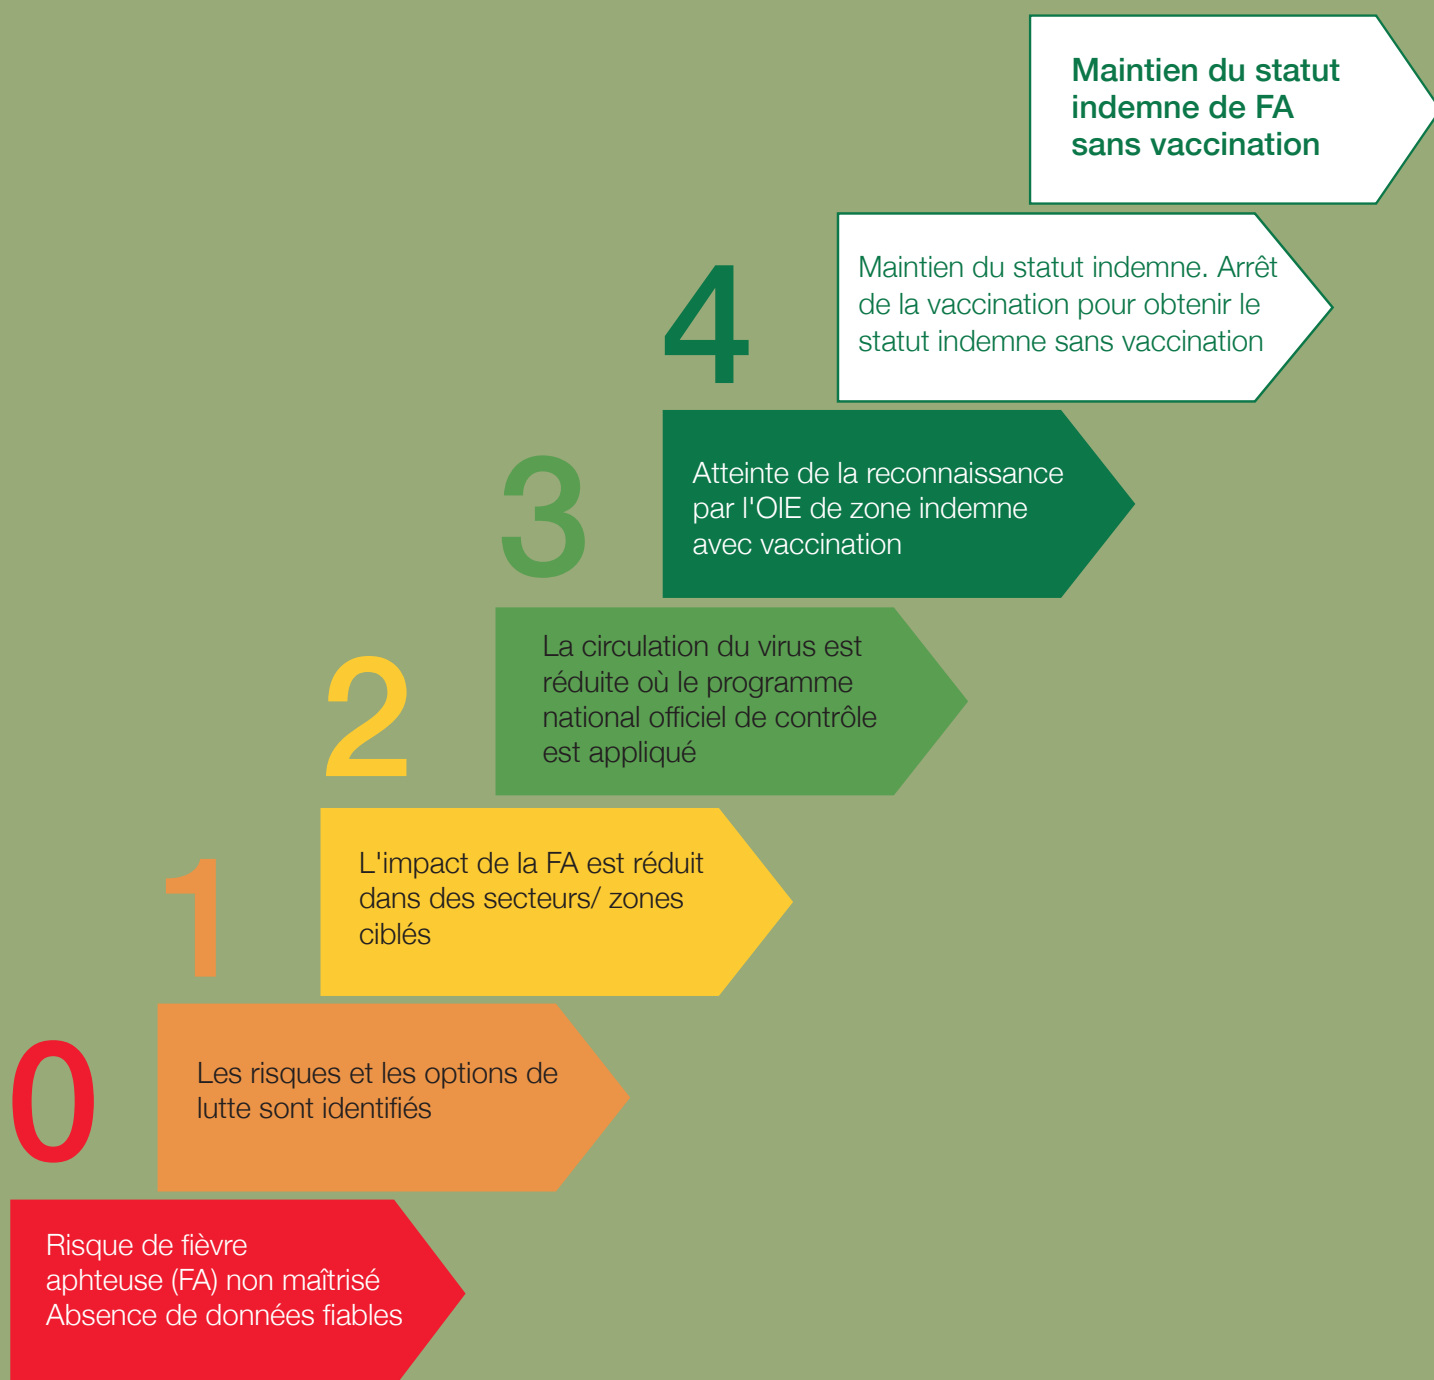 Maintien du statut
indemne de FA
sans vaccination
4
Maintien du statut indemne. Arrêt
de la vaccination pour obtenir le
statut indemne sans vaccination
3
Atteinte de la reconnaissance
par l'OIE de zone indemne
avec vaccination
2
La circulation du virus est
réduite où le programme
national officiel de contrôle
est appliqué
1
L'impact de la FA est réduit
dans des secteurs/ zones
ciblés
0
Les risques et les options de
lutte sont identifiés
Risque de fièvre
aphteuse (FA) non maîtrisé
Absence de données fiables